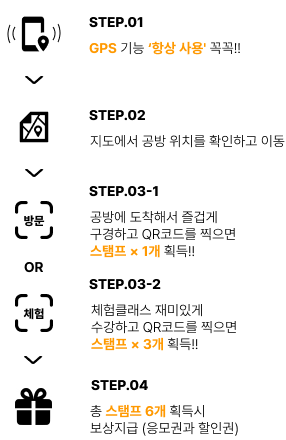 STEP.01
GPS 기능 '항상 사용' 꼭꼭!!
STEP.02
지도에서 공방 위치를 확인하고 이동
STEP.03-1
방문
공방에 도착해서 즐겁게
구경하고 QR코드를 찍으면
스탬프 × 1개 획득!!
OR
STEP.03-2
체험
체험클래스 재미있게
수강하고 QR코드를 찍으면
스탬프 × 3개 획득!!
STEP.04
총 스탬프 6개 획득시
보상지급 (응모권과 할인권)